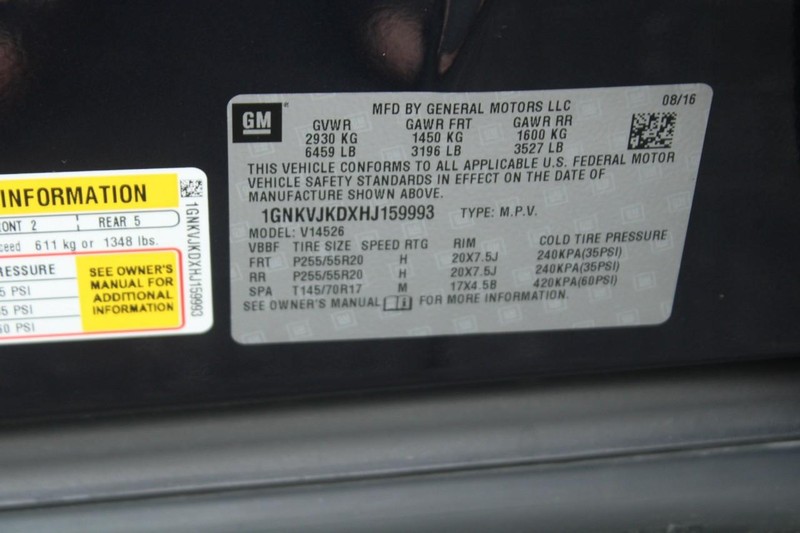 GM
MFD BY GENERAL MOTORS LLC 08/16
GVWR GAWR FRT GAWR RR
2930 KG 1450 KG 1600 KG
6459 LB 3196 LB 3527 LB
THIS VEHICLE CONFORMS TO ALL APPLICABLE U.S. FEDERAL MOTOR
VEHICLE SAFETY STANDARDS IN EFFECT ON THE DATE OF
MANUFACTURE SHOWN ABOVE.
1GNKVJKDXHJ159993 TYPE: M.P.V.
MODEL: V14526
VBBF TIRE SIZE SPEED RTG RIM COLD TIRE PRESSURE
FRT P255/55R20 H 20X7.5J 240KPA(35PSI)
RR P255/55R20 H 20X7.5J 240KPA(35PSI)
SPA T145/70R17 M 17X4.5B 420KPA(60PSI)
SEE OWNER'S MANUAL FOR MORE INFORMATION.
INFORMATION
FRONT 2 REAR 5
611 kg or 1348 lbs.
PRESSURE
5 PSI
35 PSI
60 PSI
SEE OWNER'S
MANUAL FOR
ADDITIONAL
INFORMATION
1GNKVJKDXHJ159993